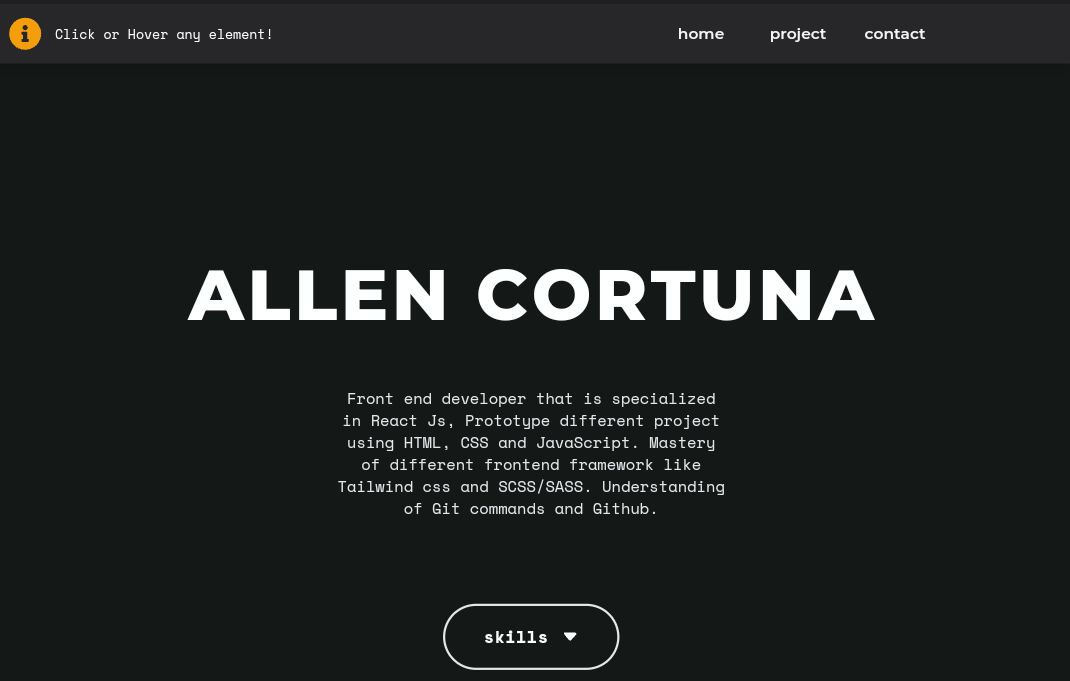 Click or Hover any element!
home project contact
ALLEN CORTUNA
Front end developer that is specialized
in React Js, Prototype different project
using HTML, CSS and JavaScript. Mastery
of different frontend framework like
Tailwind css and SCSS/SASS. Understanding
of Git commands and Github.
skills